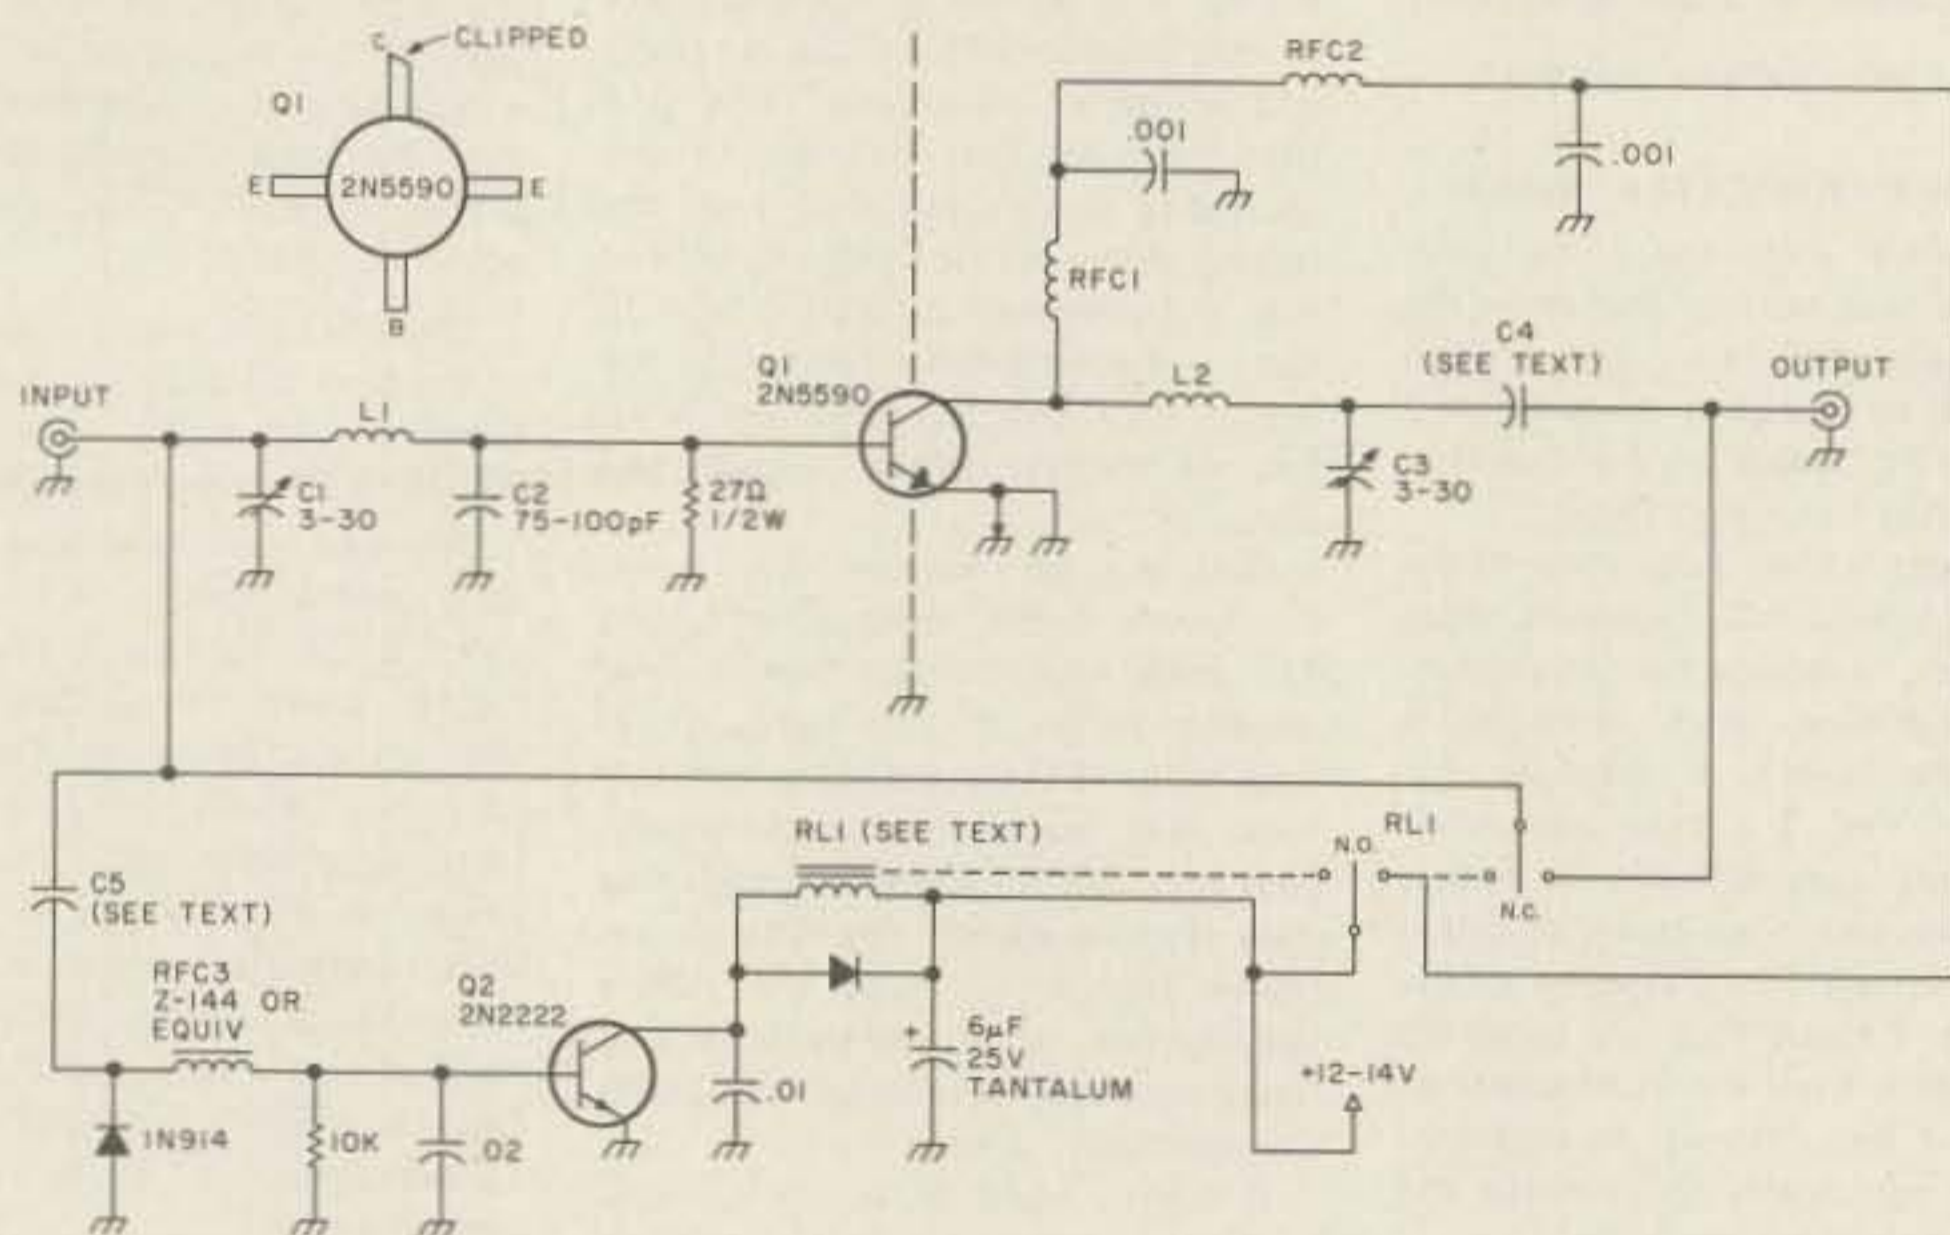 C
CLIPPED
Q1
E
2N5590
E
B
RFC2
.001
.001
RFC1
INPUT
L1
Q1
2N5590
L2
C4
(SEE TEXT)
OUTPUT
C1
3-30
C2
75-100pF
27Ω
1/2W
C3
3-30
RL1 (SEE TEXT)
N.O.
RL1
N.C.
C5
(SEE TEXT)
RFC3
Z-144 OR
EQUIV
Q2
2N2222
+
6μF
25V
TANTALUM
+12-14V
1N914
10K
.02
.01